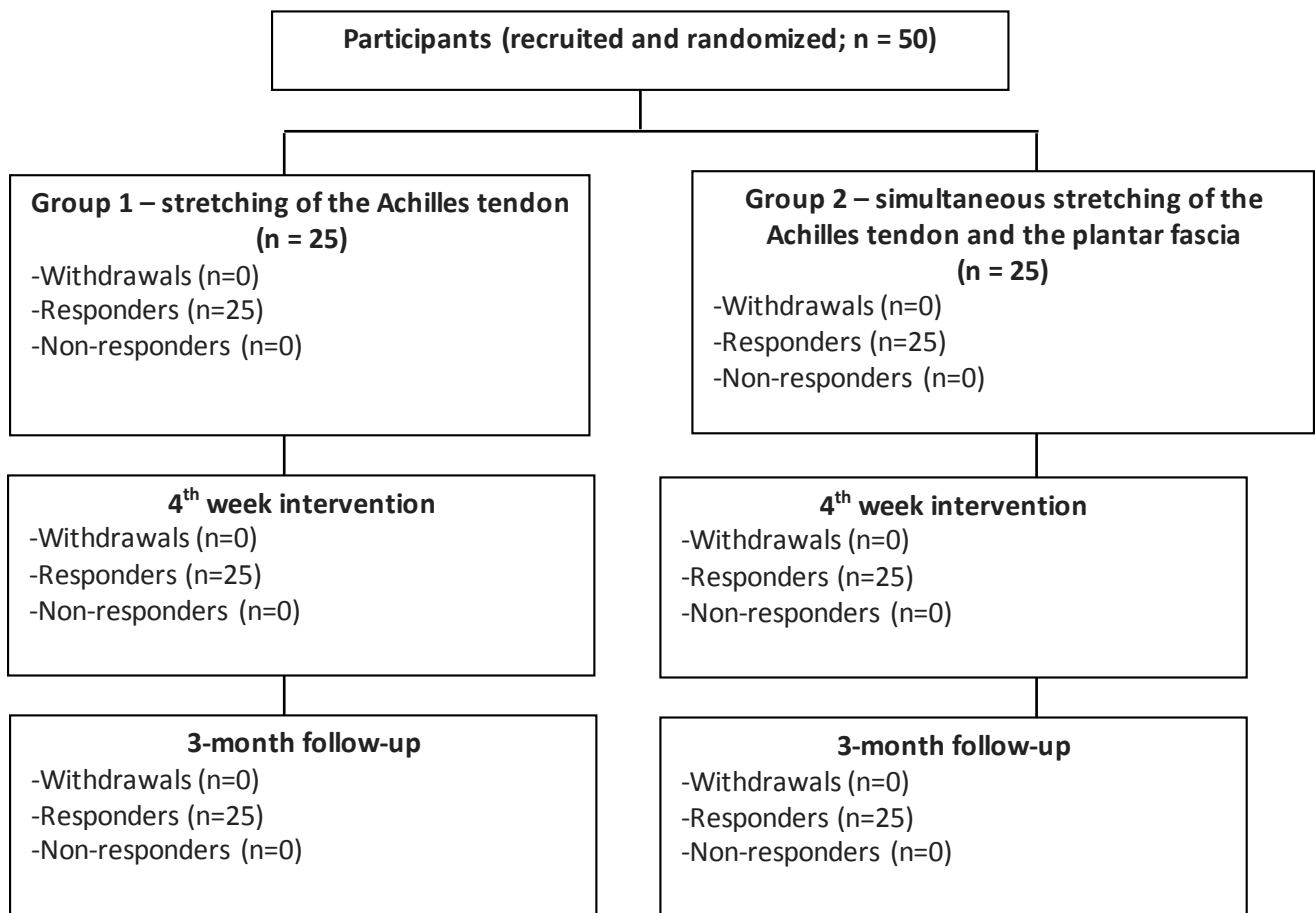 Participants (recruited and randomized; n = 50)
Group 1 – stretching of the Achilles tendon
(n = 25)
-Withdrawals (n=0)
-Responders (n=25)
-Non-responders (n=0)
Group 2 – simultaneous stretching of the
Achilles tendon and the plantar fascia
(n = 25)
-Withdrawals (n=0)
-Responders (n=25)
-Non-responders (n=0)
4th week intervention
-Withdrawals (n=0)
-Responders (n=25)
-Non-responders (n=0)
4th week intervention
-Withdrawals (n=0)
-Responders (n=25)
-Non-responders (n=0)
3-month follow-up
-Withdrawals (n=0)
-Responders (n=25)
-Non-responders (n=0)
3-month follow-up
-Withdrawals (n=0)
-Responders (n=25)
-Non-responders (n=0)